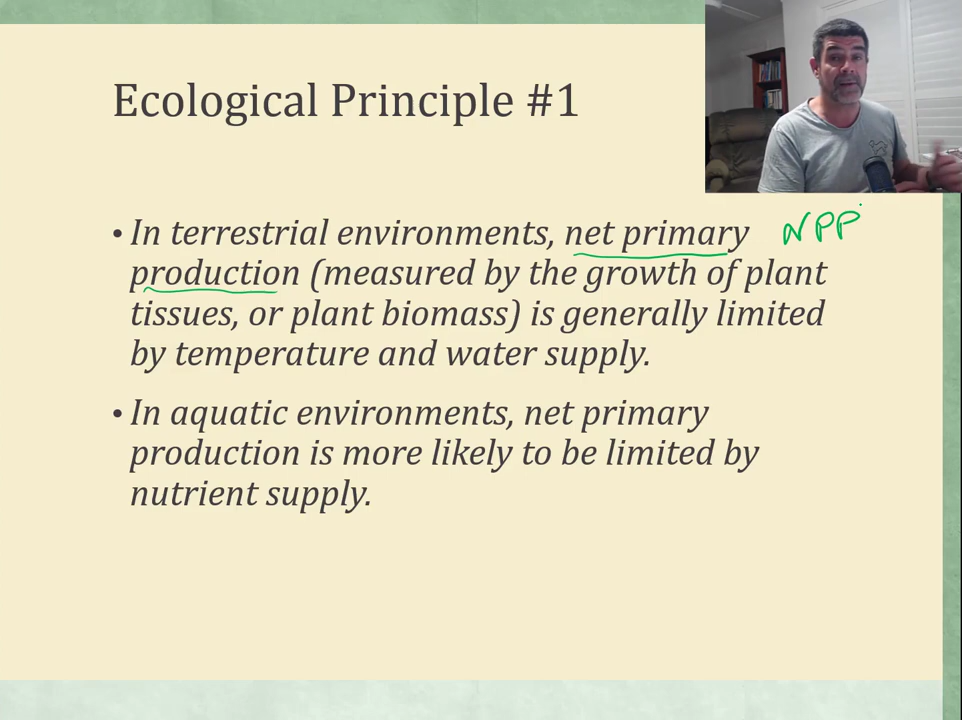 Ecological Principle #1
• In terrestrial environments, net primary NPP
production (measured by the growth of plant
tissues, or plant biomass) is generally limited
by temperature and water supply.
• In aquatic environments, net primary
production is more likely to be limited by
nutrient supply.